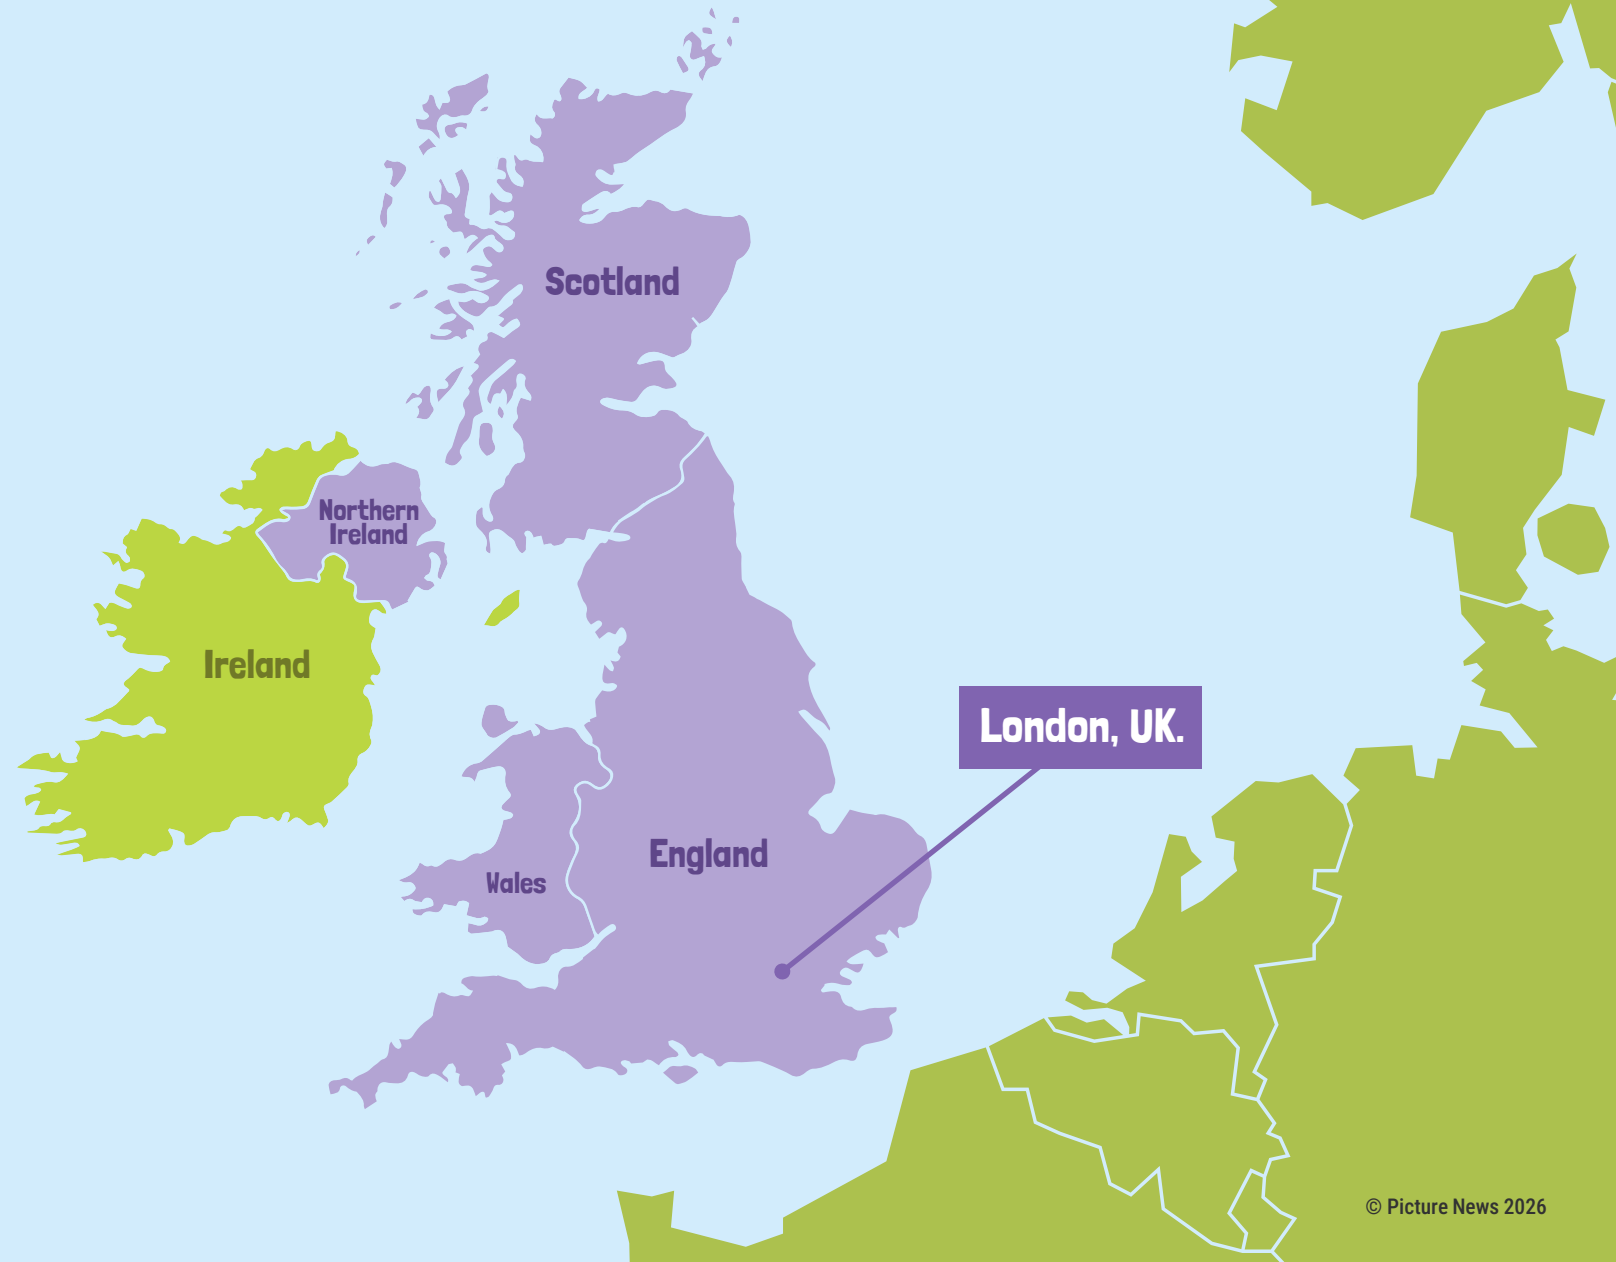 Scotland
Northern
Ireland
Ireland
London, UK.
England
Wales
© Picture News 2026